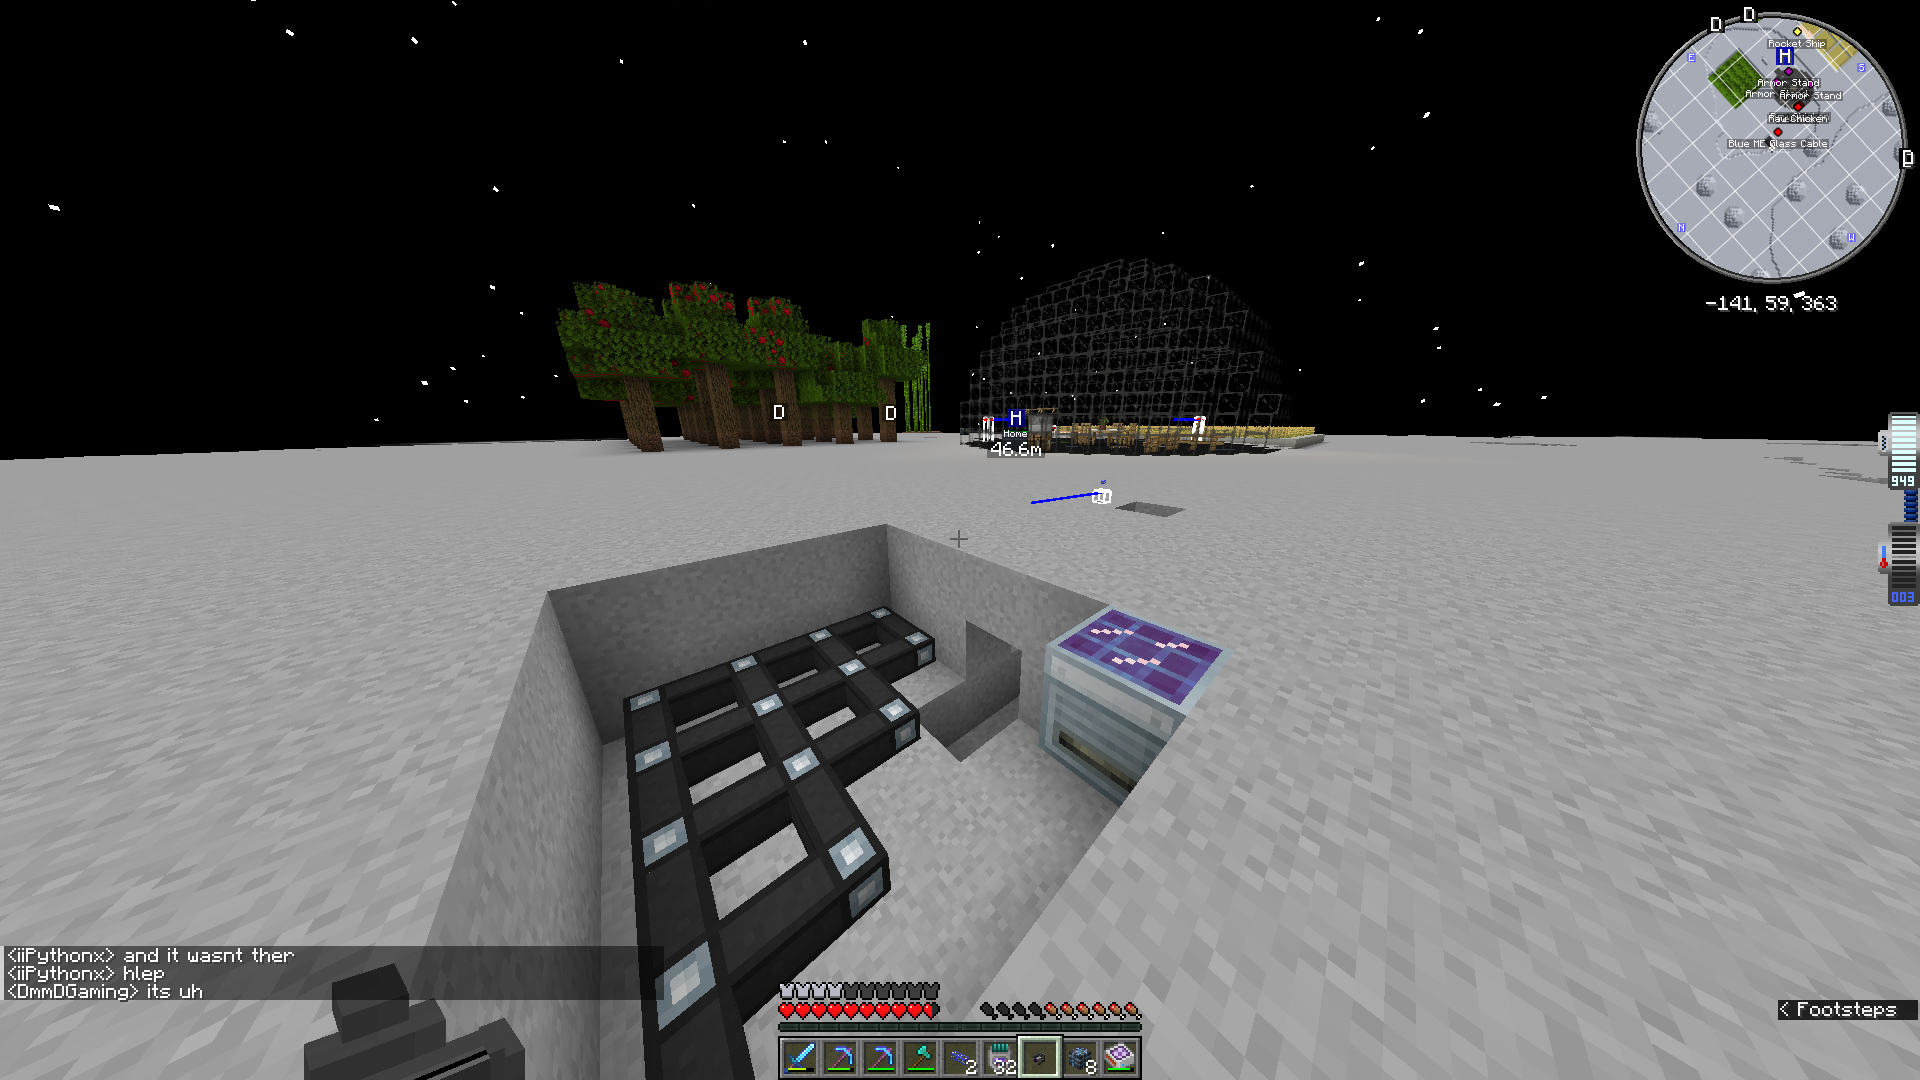 D
D
Rocket Ship
H
E
S
Armor Stand
Armor Stand
Raw Chicken
Blue ME Glass Cable
D
N
W
-141, 59, 363
D
D
H
Home
46.6m
949
003
<iiPythonx> and it wasnt ther
<iiPythonx> hlep
<DmmDGaming> its uh
< Footsteps
2
32
8